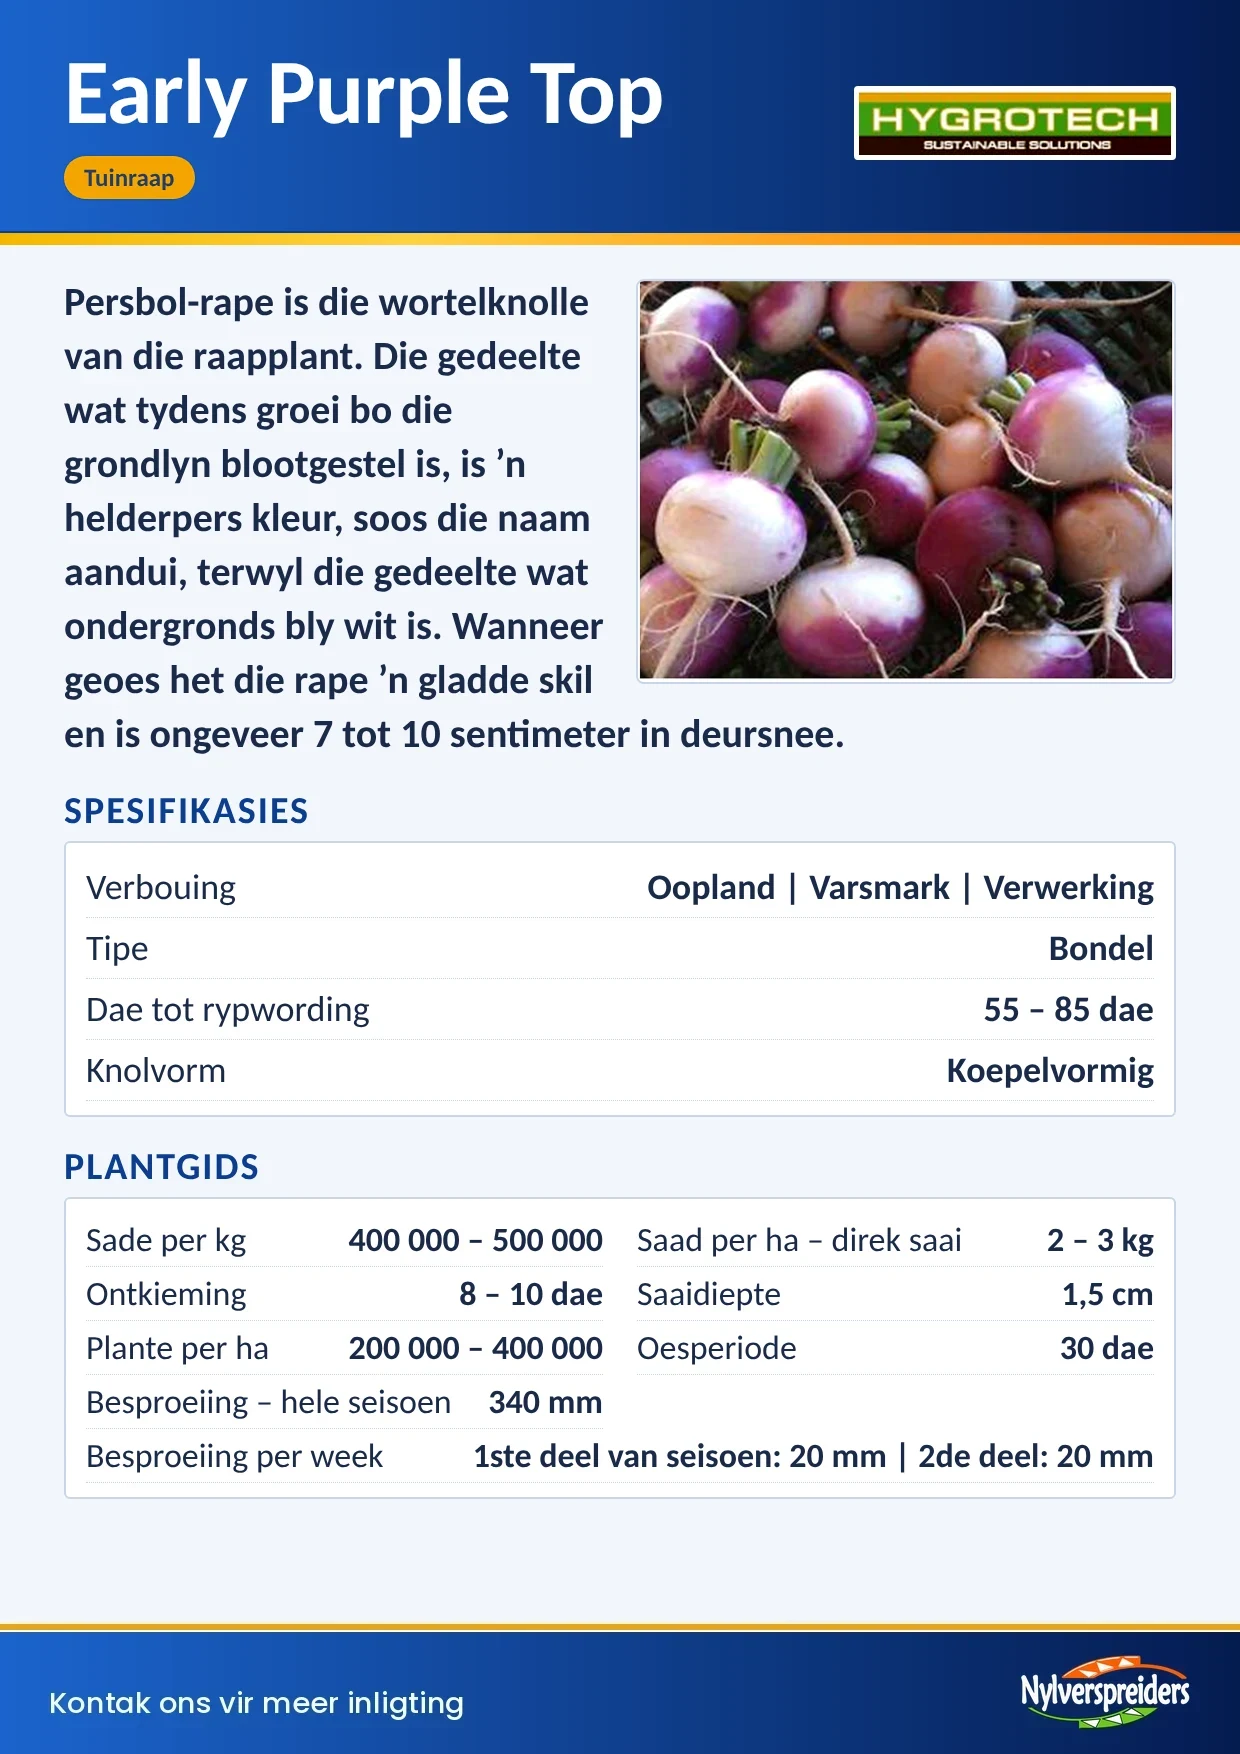 Early Purple Top
HYGROTECH
SUSTAINABLE SOLUTIONS
Tuinraap
Persbol-rape is die wortelknolle
van die raapplant. Die gedeelte
wat tydens groei bo die
grondlyn blootgestel is, is ’n
helderpers kleur, soos die naam
aandui, terwyl die gedeelte wat
ondergronds bly wit is. Wanneer
geoes het die rape ’n gladde skil
en is ongeveer 7 tot 10 sentimeter in deursnee.
SPESIFIKASIES
Verbouing Oopland | Varsmark | Verwerking
Tipe Bondel
Dae tot rypwording 55 – 85 dae
Knolvorm Koepelvormig
PLANTGIDS
Sade per kg 400 000 – 500 000 Saad per ha – direk saai 2 – 3 kg
Ontkieming 8 – 10 dae Saaidiepte 1,5 cm
Plante per ha 200 000 – 400 000 Oesperiode 30 dae
Besproeiing – hele seisoen 340 mm
Besproeiing per week 1ste deel van seisoen: 20 mm | 2de deel: 20 mm
Kontak ons vir meer inligting
Nylverspreiders